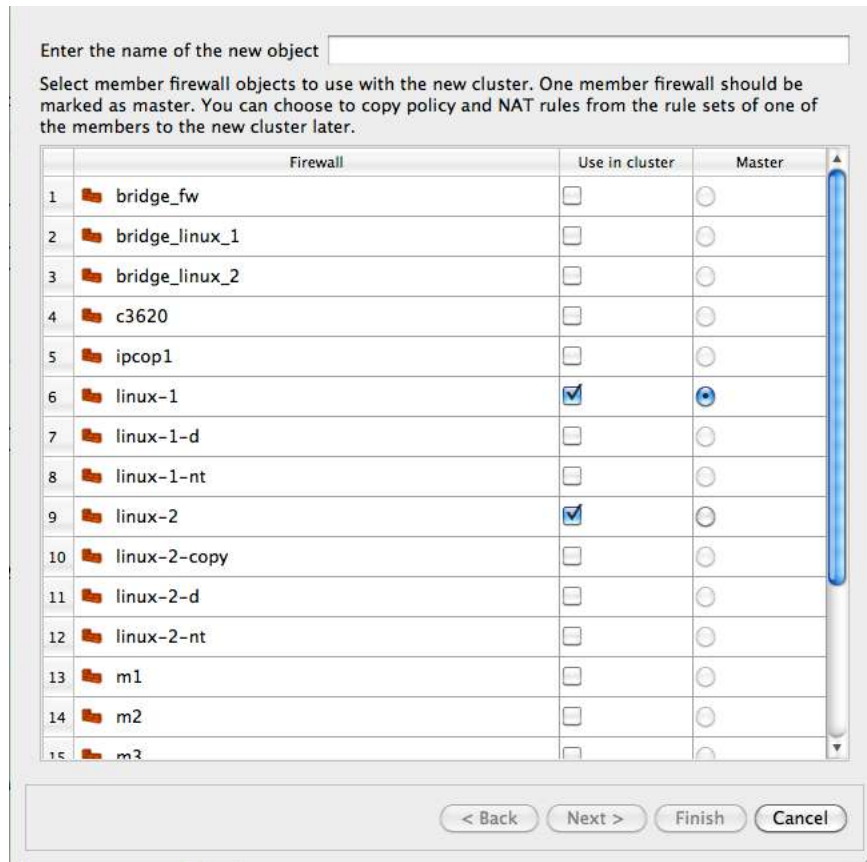 Enter the name of the new object
Select member firewall objects to use with the new cluster. One member firewall should be
marked as master. You can choose to copy policy and NAT rules from the rule sets of one of
the members to the new cluster later.
Firewall Use in cluster Master
1 bridge_fw
2 bridge_linux_1
3 bridge_linux_2
4 c3620
5 ipcop1
6 linux-1
7 linux-1-d
8 linux-1-nt
9 linux-2
10 linux-2-copy
11 linux-2-d
12 linux-2-nt
13 m1
14 m2
15 m3
< Back Next > Finish Cancel